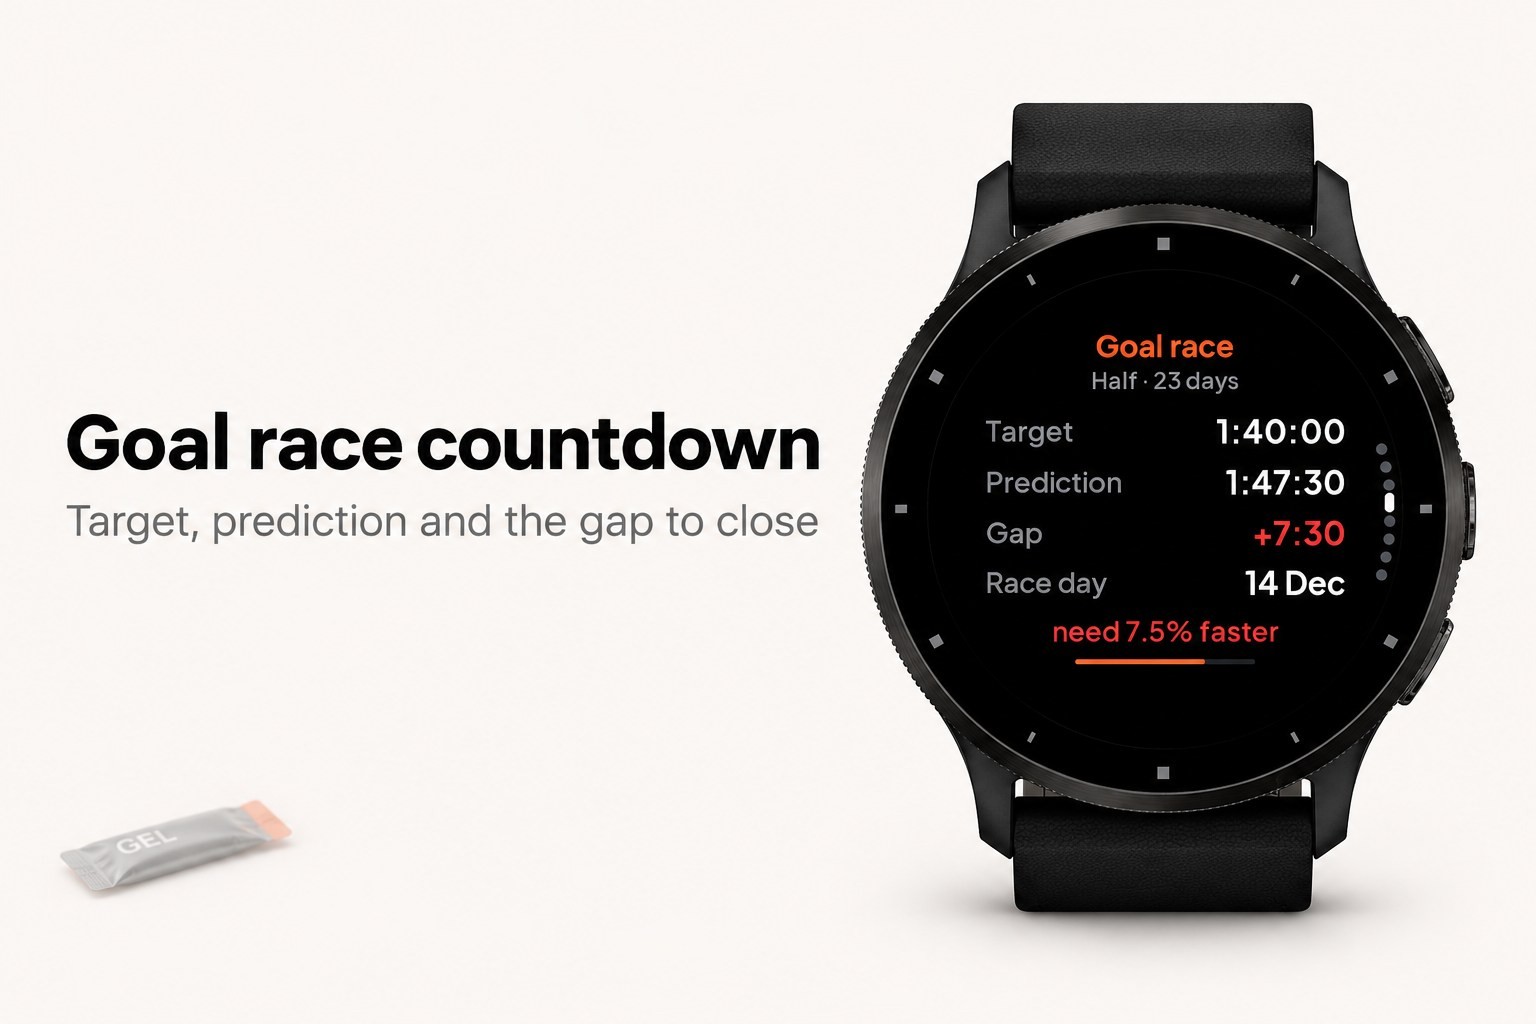 Goal race countdown
Target, prediction and the gap to close
GEL
Goal race
Half · 23 days
Target 1:40:00
Prediction 1:47:30
Gap +7:30
Race day 14 Dec
need 7.5% faster